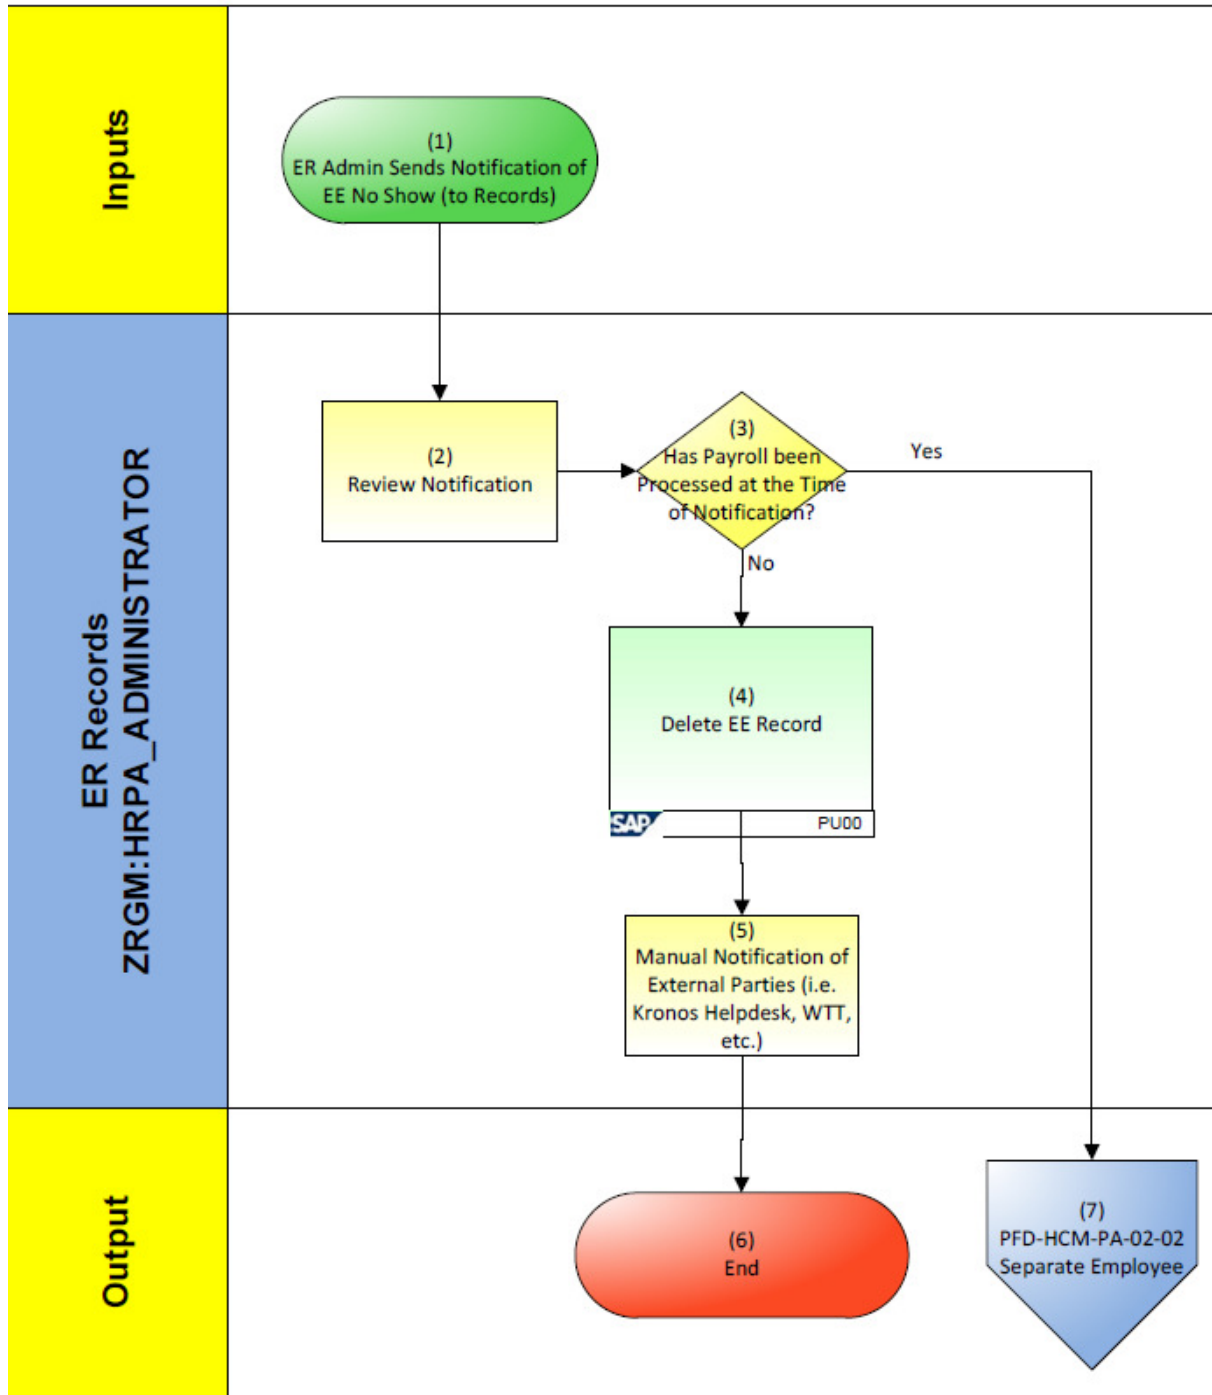 Inputs
(1)
ER Admin Sends Notification of
EE No Show (to Records)
ER Records
ZRGM:HRPA_ADMINISTRATOR
(2)
Review Notification
(3)
Has Payroll been
Processed at the Time
of Notification?
Yes
No
(4)
Delete EE Record
SAP
PU00
(5)
Manual Notification of
External Parties (i.e.
Kronos Helpdesk, WTT,
etc.)
Output
(6)
End
(7)
PFD-HCM-PA-02-02
Separate Employee